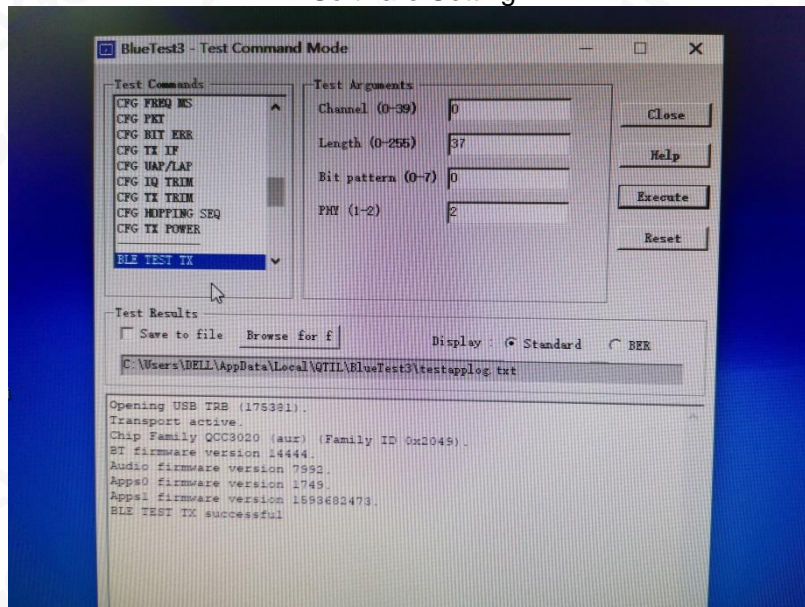 BlueTest3 - Test Command Mode
Test Commands
CFG FREQ MS
CFG PKT
CFG BIT ERR
CFG TX IF
CFG UAP/LAP
CFG IQ TRIM
CFG TX TRIM
CFG HOPPING SEQ
CFG TX POWER
BLE TEST TX
Test Arguments
Channel (0-39) 0
Length (0-255) 37
Bit pattern (0-7) 0
PHY (1-2) 2
Close
Help
Execute
Reset
Test Results
Save to file Browse for f Display : Standard BER
C:\Users\DELL\AppData\Local\QTIL\BlueTest3\testapplog.txt
Opening USB TRB (175381).
Transport active.
Chip Family QCC3020 (aur) (Family ID 0x2049).
BT firmware version 14444.
Audio firmware version 7992.
Apps0 firmware version 1749.
Apps1 firmware version 1593682473.
BLE TEST TX successful